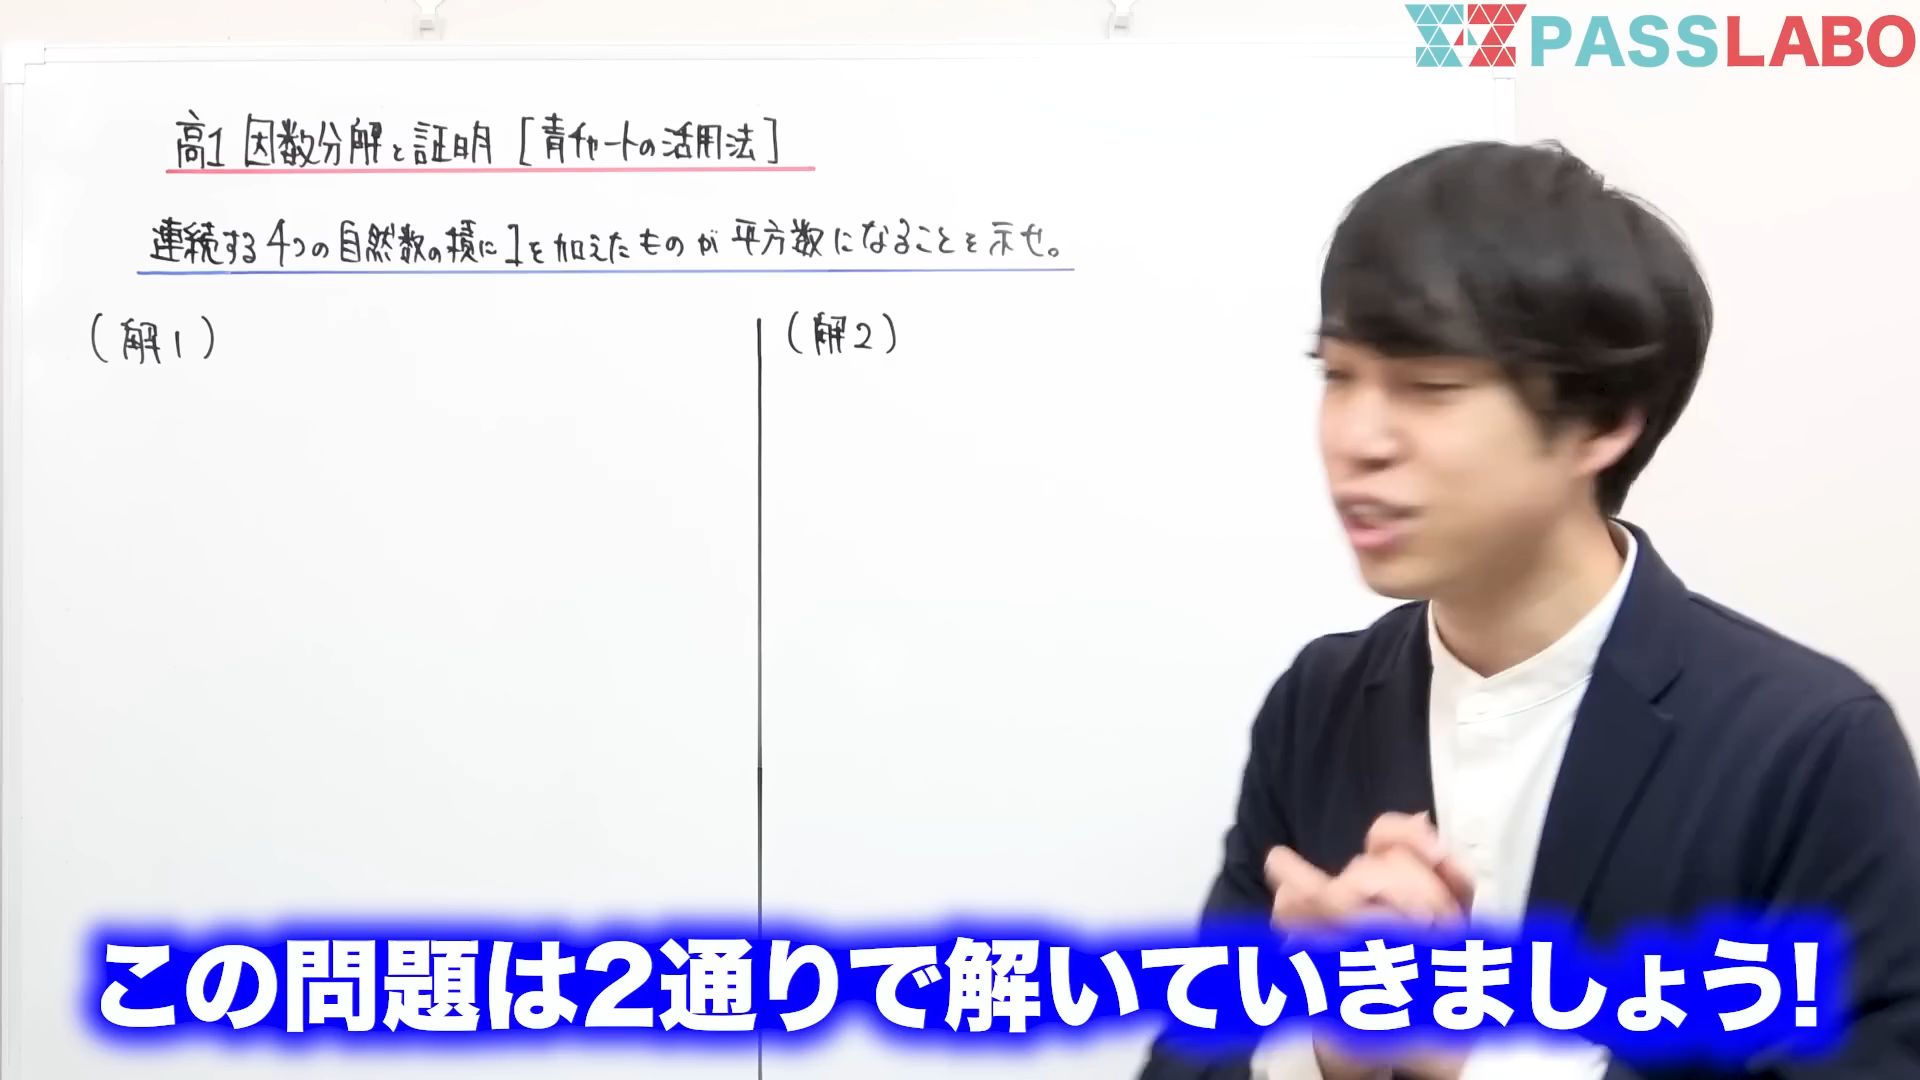 PASSLABO
高1 因数分解と証明 [青チャートの活用法]
連続する4つの自然数の積に1を加えたものが平方数になることを示せ。
(解1)
(解2)
この問題は2通りで解いていきましょう!